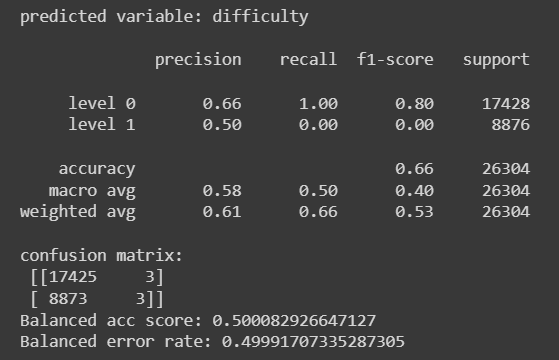 predicted variable: difficulty
precision recall f1-score support
level 0 0.66 1.00 0.80 17428
level 1 0.50 0.00 0.00 8876
accuracy 0.66 26304
macro avg 0.58 0.50 0.40 26304
weighted avg 0.61 0.66 0.53 26304
confusion matrix:
[[17425 3]
[ 8873 3]]
Balanced acc score: 0.500082926647127
Balanced error rate: 0.49991707335287305